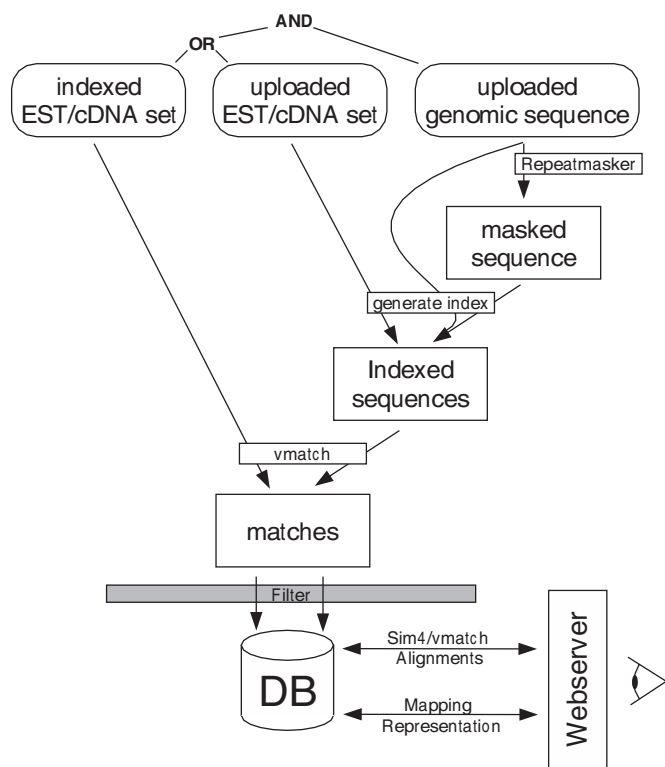 AND
OR
indexed
EST/cDNA set
uploaded
EST/cDNA set
uploaded
genomic sequence
Repeatmasker
masked
sequence
generate index
Indexed
sequences
vmatch
matches
Filter
DB
Sim4/vmatch
Alignments
Mapping
Representation
Webserver